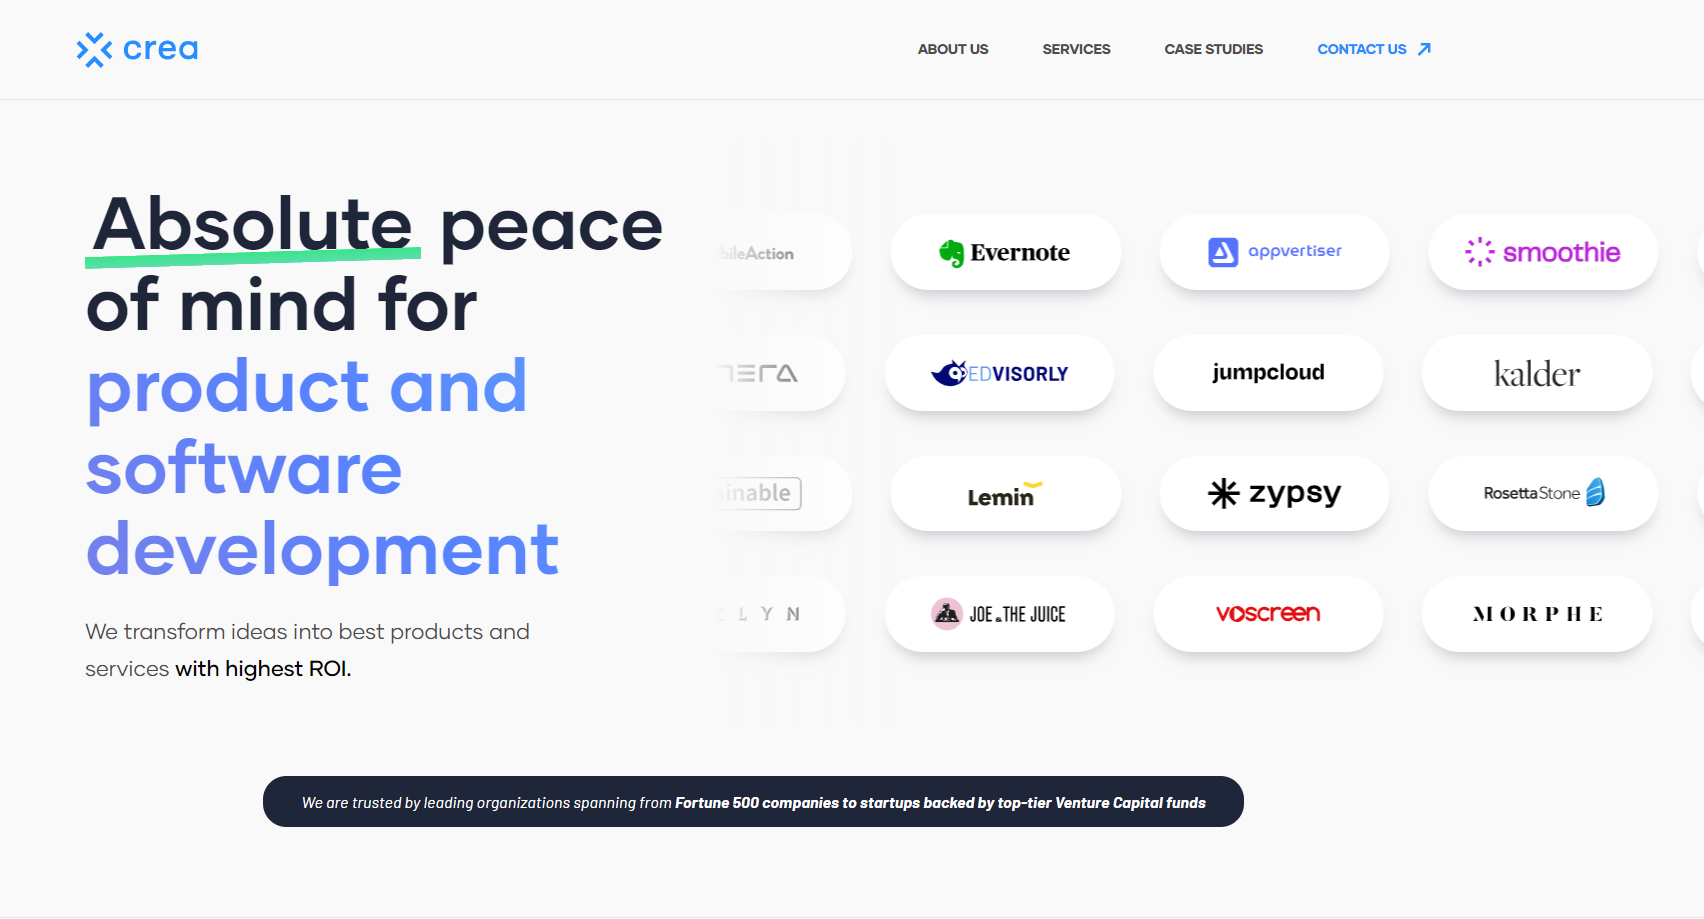 crea
ABOUT US
SERVICES
CASE STUDIES
CONTACT US
Absolute peace
of mind for
product and
software
development
We transform ideas into best products and
services with highest ROI.
Evernote
appvertiser
smoothie
EDVISORLY
jumpcloud
kalder
Lemin
zypsy
RosettaStone
JOE & THE JUICE
voscreen
MORPHE
We are trusted by leading organizations spanning from Fortune 500 companies to startups backed by top-tier Venture Capital funds